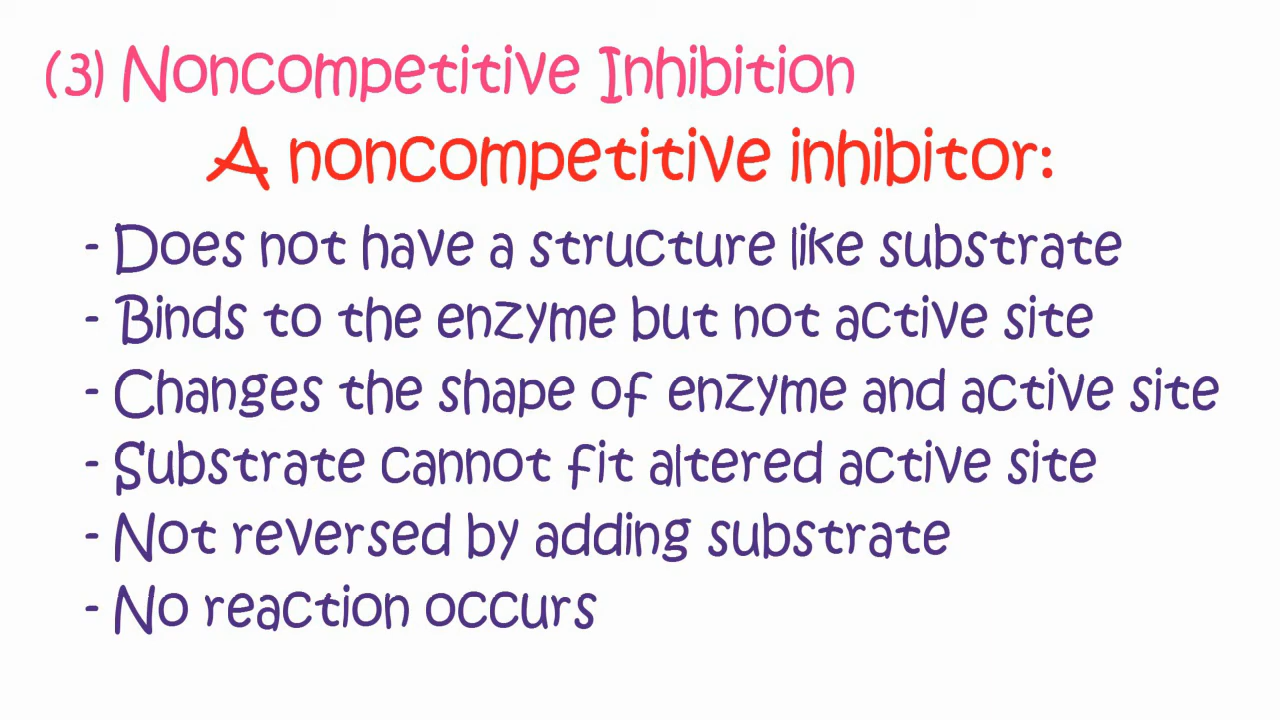 (3) Noncompetitive Inhibition
A noncompetitive inhibitor:
- Does not have a structure like substrate
- Binds to the enzyme but not active site
- Changes the shape of enzyme and active site
- Substrate cannot fit altered active site
- Not reversed by adding substrate
- No reaction occurs